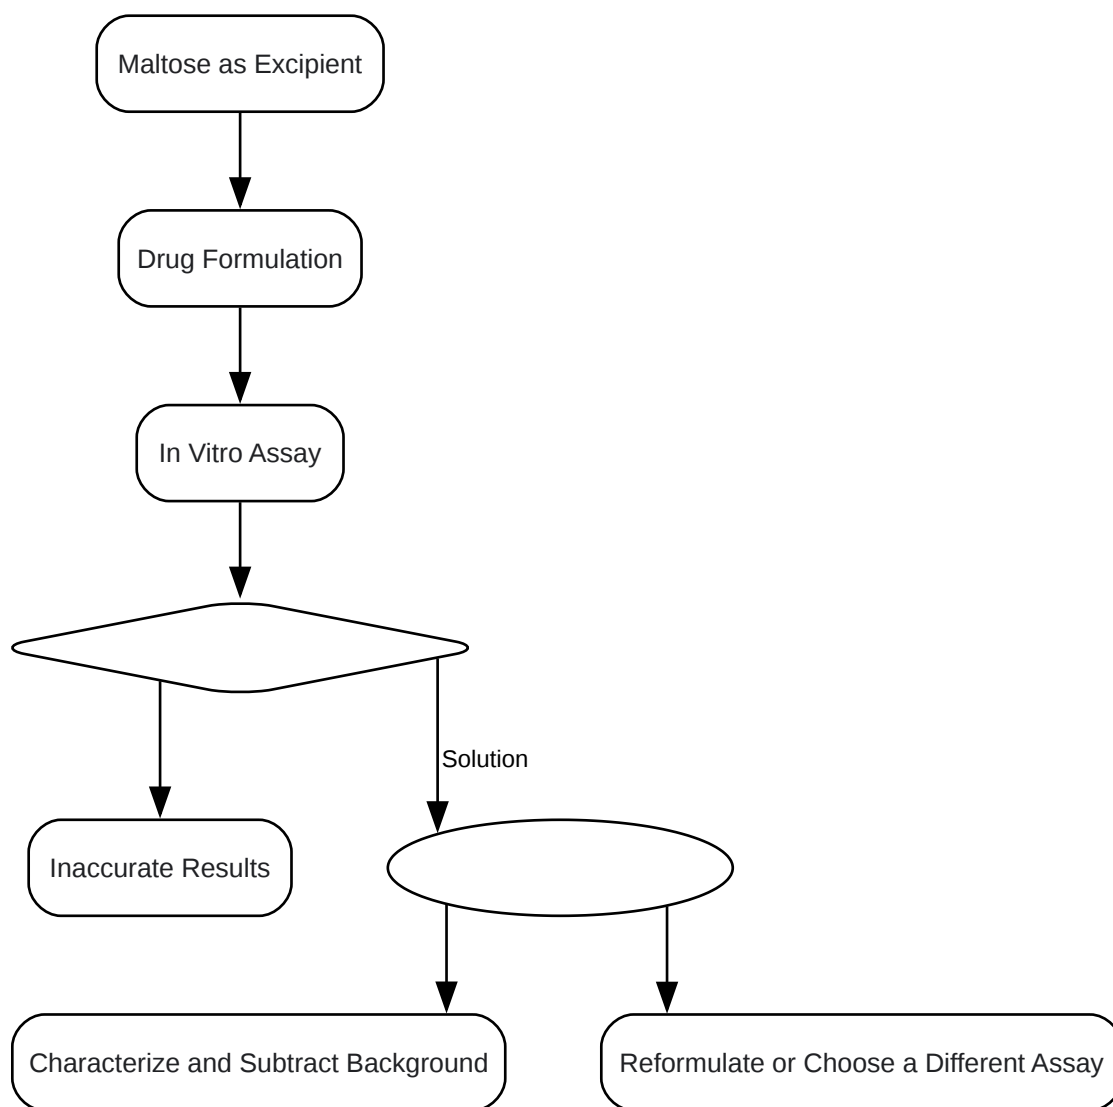 Maltose as Excipient
Drug Formulation
In Vitro Assay
Solution
Inaccurate Results
Characterize and Subtract Background
Reformulate or Choose a Different Assay